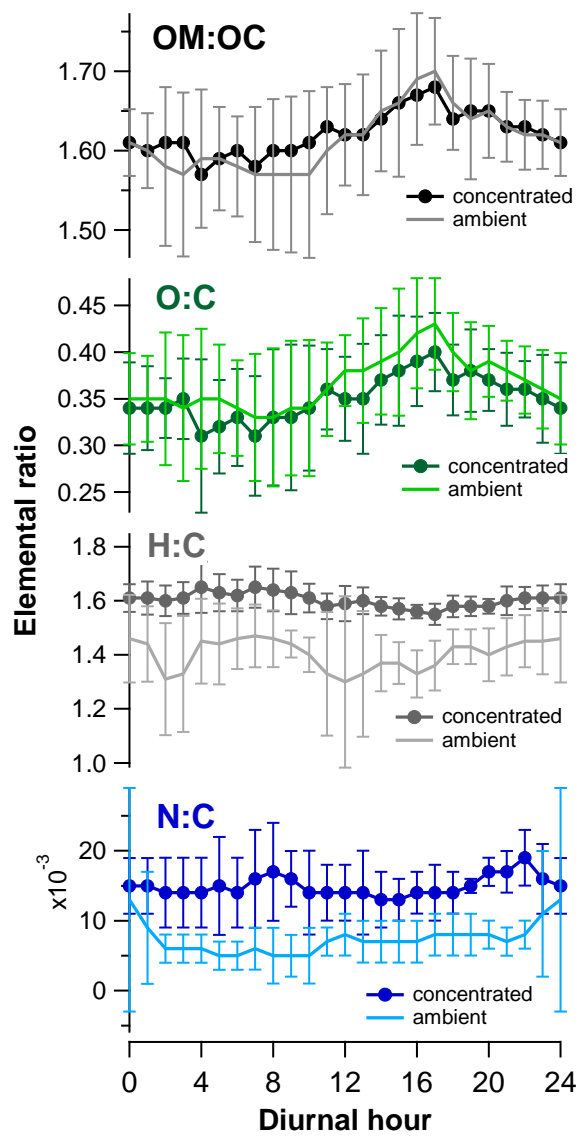 OM:OC
1.70
1.60
1.50
concentrated
ambient
O:C
0.45
0.40
0.35
0.30
0.25
concentrated
ambient
Elemental ratio
H:C
1.8
1.6
1.4
1.2
1.0
concentrated
ambient
N:C
x10-3
20
10
0
concentrated
ambient
0 4 8 12 16 20 24
Diurnal hour